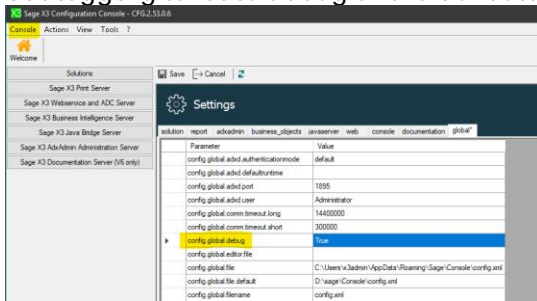 Sage X3 Configuration Console - CFG.2.53.0.6
Console Actions View Tools ?
Welcome
Solutions
Sage X3 Print Server
Sage X3 Webservice and ADC Server
Sage X3 Business Intelligence Server
Sage X3 Java Bridge Server
Sage X3 AdxAdmin Administration Server
Sage X3 Documentation Server (V6 only)
Save Cancel
Settings
solution report adxadmin business_objects javaserver web console documentation global*
Parameter Value
config.global.adxd.authenticationmode default
config.global.adxd.defaultruntime
config.global.adxd.port 1895
config.global.adxd.user Administrator
config.global.comm.timeout.long 14400000
config.global.comm.timeout.short 300000
config.global.debug True
config.global.editor.file
config.global.file C:\Users\x3admin\AppData\Roaming\Sage\Console\config.xml
config.global.file.default D:\sage\Console\config.xml
config.global.filename config.xml